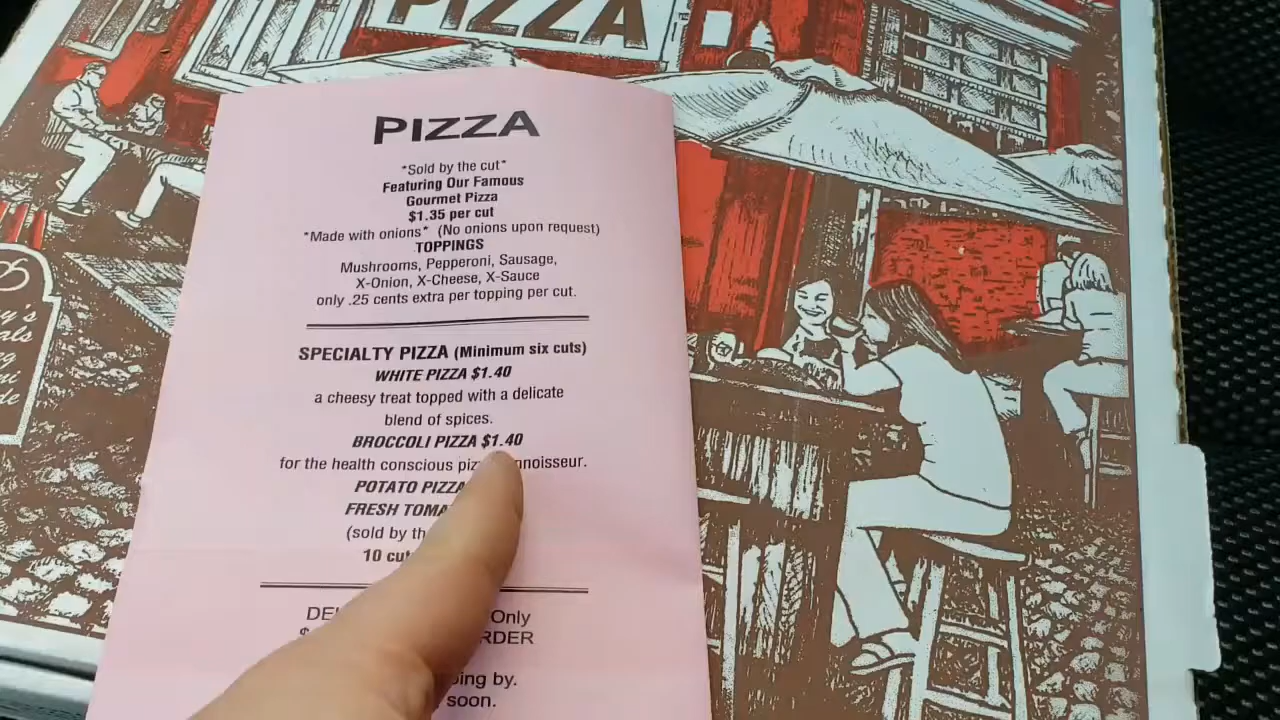 PIZZA
PIZZA
*Sold by the cut*
Featuring Our Famous
Gourmet Pizza
$1.35 per cut
*Made with onions* (No onions upon request)
TOPPINGS
Mushrooms, Pepperoni, Sausage,
X-Onion, X-Cheese, X-Sauce
only .25 cents extra per topping per cut.
SPECIALTY PIZZA (Minimum six cuts)
WHITE PIZZA $1.40
a cheesy treat topped with a delicate
blend of spices.
BROCCOLI PIZZA $1.40
for the health conscious
POTATO PIZZA
FRESH
(sold by
10
Only
by.
soon.